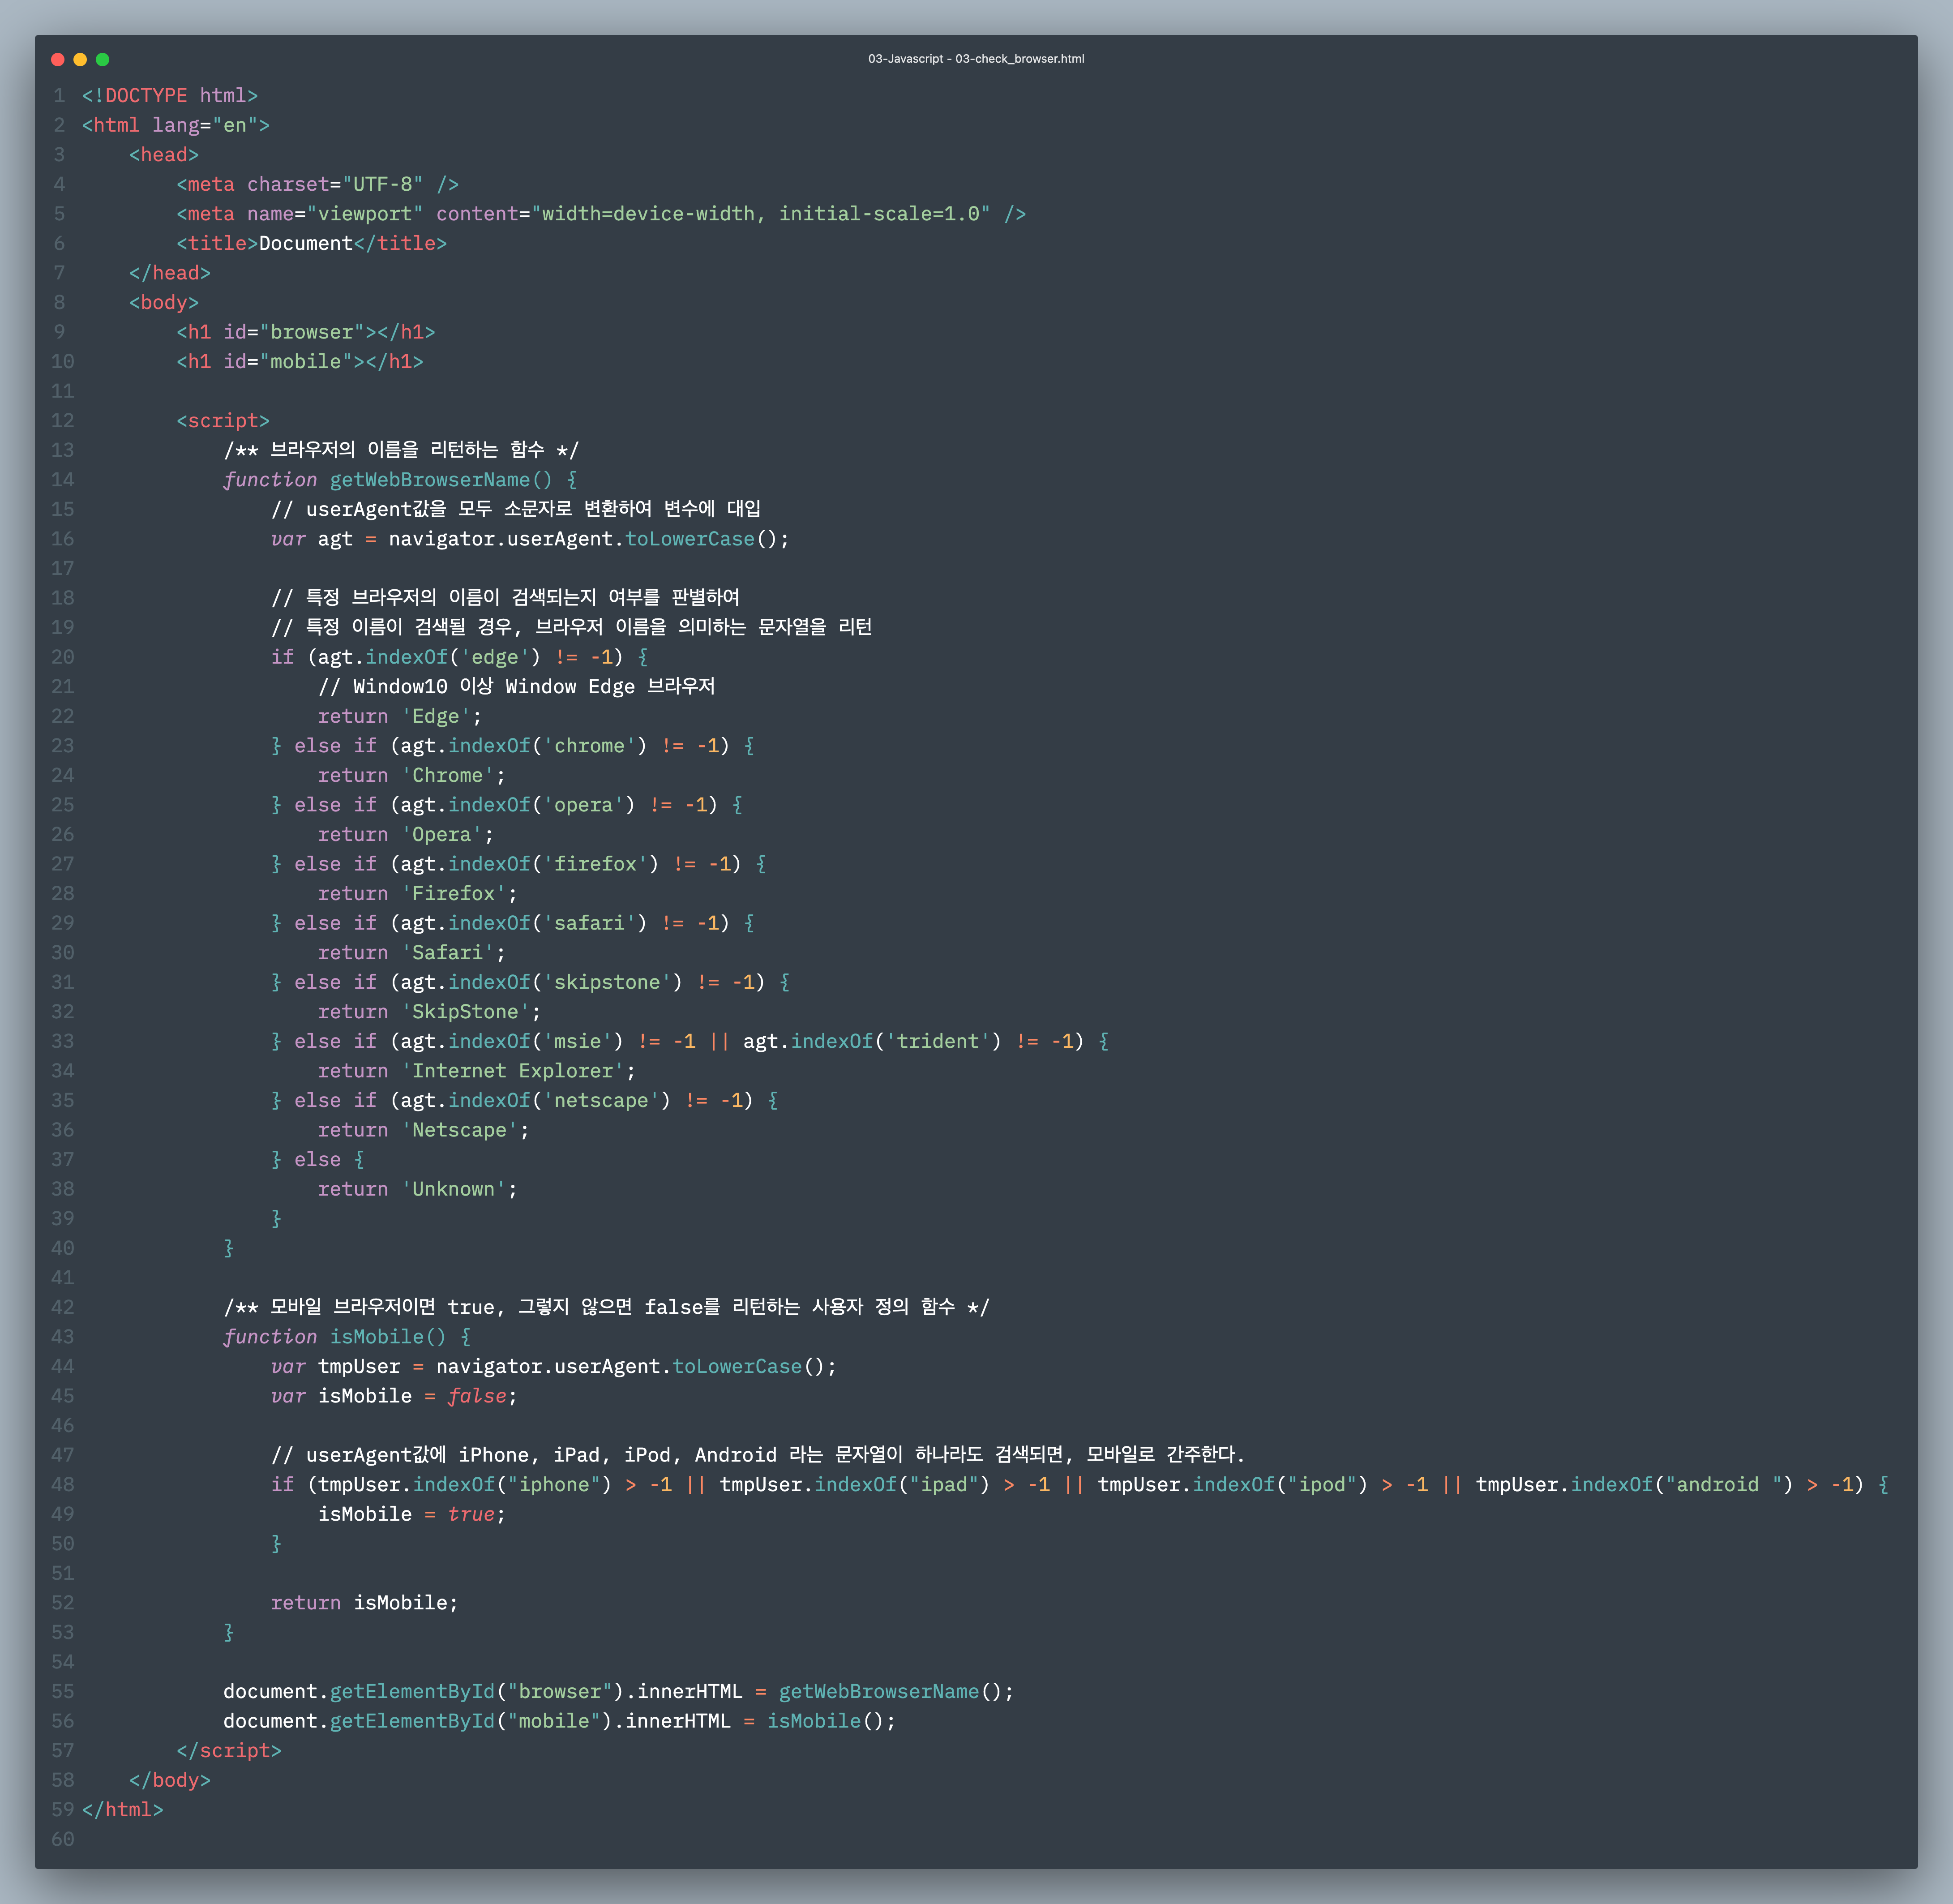 03-Javascript - 03-check_browser.html
1 <!DOCTYPE html>
2 <html lang="en">
3     <head>
4         <meta charset="UTF-8" />
5         <meta name="viewport" content="width=device-width, initial-scale=1.0" />
6         <title>Document</title>
7     </head>
8     <body>
9         <h1 id="browser"></h1>
10         <h1 id="mobile"></h1>
11
12         <script>
13             /** 브라우저의 이름을 리턴하는 함수 */
14             function getWebBrowserName() {
15                 // userAgent값을 모두 소문자로 변환하여 변수에 대입
16                 var agt = navigator.userAgent.toLowerCase();
17
18                 // 특정 브라우저의 이름이 검색되는지 여부를 판별하여
19                 // 특정 이름이 검색될 경우, 브라우저 이름을 의미하는 문자열을 리턴
20                 if (agt.indexOf('edge') != -1) {
21                     // Window10 이상 Window Edge 브라우저
22                     return 'Edge';
23                 } else if (agt.indexOf('chrome') != -1) {
24                     return 'Chrome';
25                 } else if (agt.indexOf('opera') != -1) {
26                     return 'Opera';
27                 } else if (agt.indexOf('firefox') != -1) {
28                     return 'Firefox';
29                 } else if (agt.indexOf('safari') != -1) {
30                     return 'Safari';
31                 } else if (agt.indexOf('skipstone') != -1) {
32                     return 'SkipStone';
33                 } else if (agt.indexOf('msie') != -1 || agt.indexOf('trident') != -1) {
34                     return 'Internet Explorer';
35                 } else if (agt.indexOf('netscape') != -1) {
36                     return 'Netscape';
37                 } else {
38                     return 'Unknown';
39                 }
40             }
41
42             /** 모바일 브라우저이면 true, 그렇지 않으면 false를 리턴하는 사용자 정의 함수 */
43             function isMobile() {
44                 var tmpUser = navigator.userAgent.toLowerCase();
45                 var isMobile = false;
46
47                 // userAgent값에 iPhone, iPad, iPod, Android 라는 문자열이 하나라도 검색되면, 모바일로 간주한다.
48                 if (tmpUser.indexOf("iphone") > -1 || tmpUser.indexOf("ipad") > -1 || tmpUser.indexOf("ipod") > -1 || tmpUser.indexOf("android ") > -1) {
49                     isMobile = true;
50                 }
51
52                 return isMobile;
53             }
54
55             document.getElementById("browser").innerHTML = getWebBrowserName();
56             document.getElementById("mobile").innerHTML = isMobile();
57         </script>
58     </body>
59 </html>
60